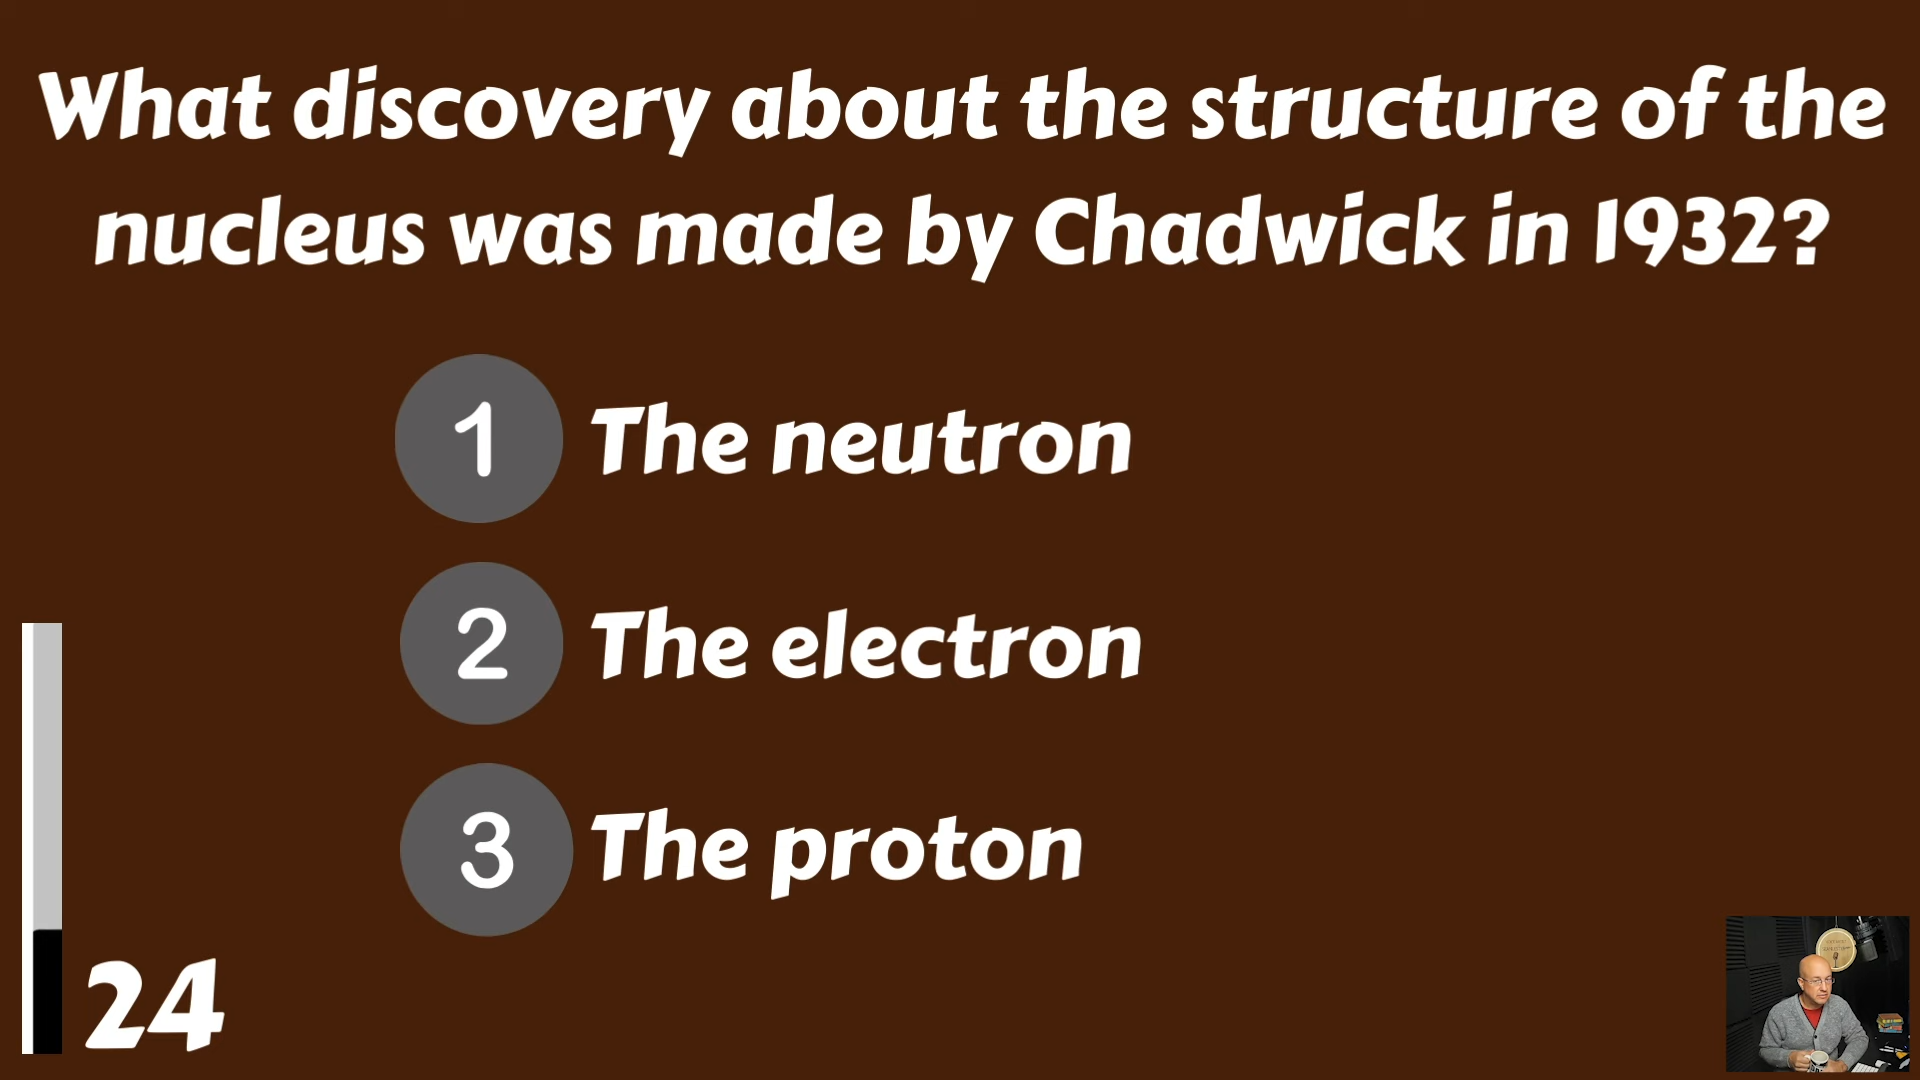 What discovery about the structure of the
nucleus was made by Chadwick in 1932?
1 The neutron
2 The electron
3 The proton
24